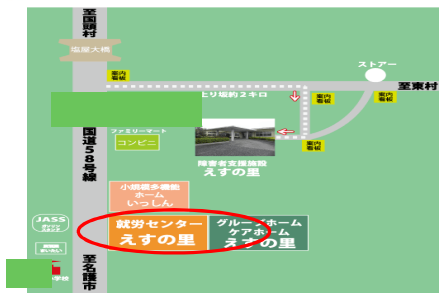 至国頭村
塩屋大橋
ストアー
案内
看板
案内
看板
案内
看板
至東村
上り坂約2キロ
案内
看板
国道58号線
ファミリーマート
コンビニ
障害者支援施設
えすの里
小規模多機能
ホーム
いっしん
JASS
就労センター
えすの里
グループホーム
ケアホーム
えすの里
至名護市